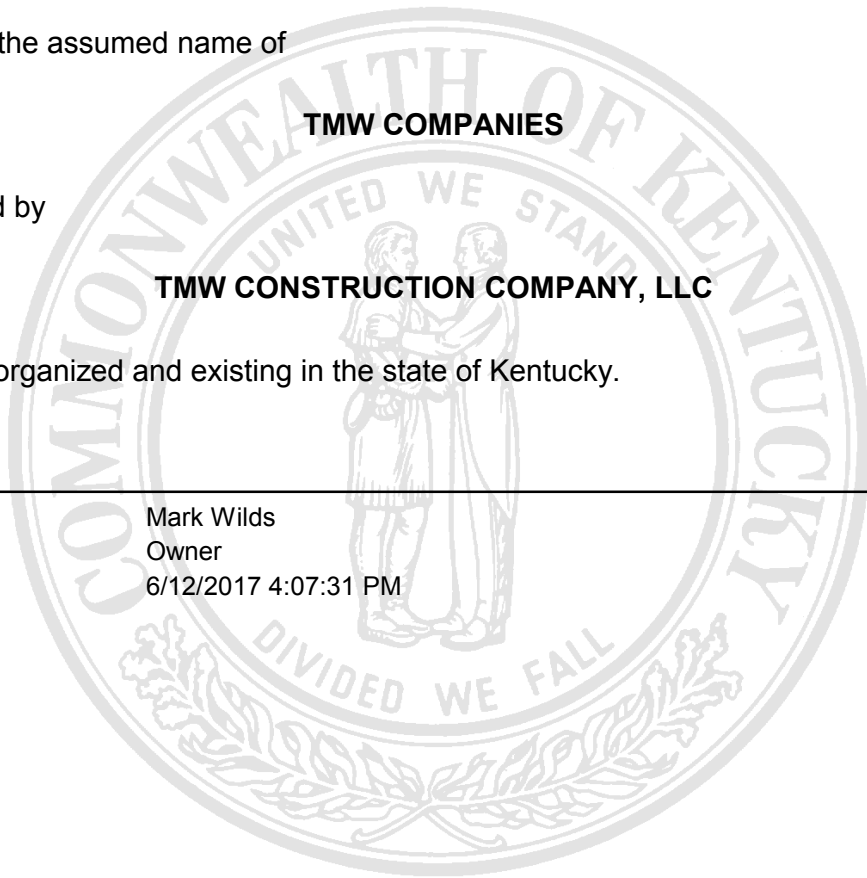 the assumed name of
TMW COMPANIES
d by
TMW CONSTRUCTION COMPANY, LLC
organized and existing in the state of Kentucky.
Mark Wilds
Owner
6/12/2017 4:07:31 PM
COMMONWEALTH OF KENTUCKY
UNITED WE STAND
DIVIDED WE FALL